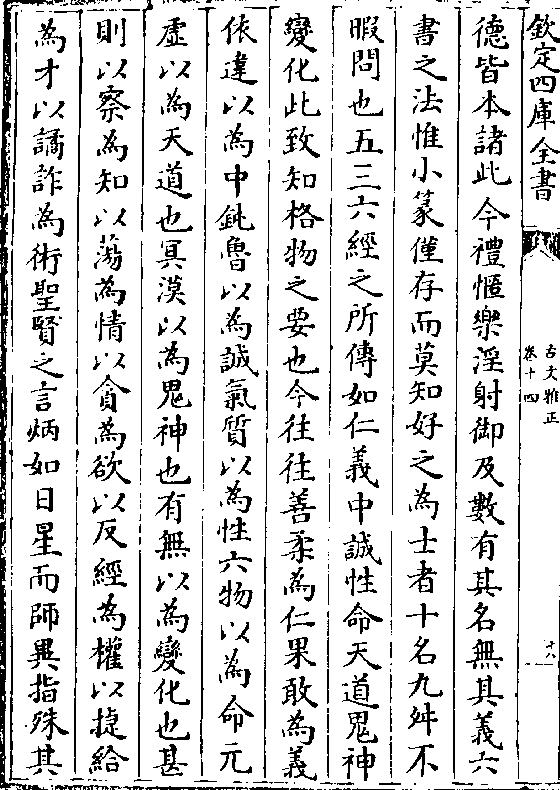 欽定四庫全書
古文雅正
卷十四
十八
德皆本諸此今禮慝樂淫射御及數有其名無其義六
書之法惟小篆僅存而莫知好之為士者十名九舛不
暇問也五三六經之所傳如仁義中誠性命天道鬼神
變化此致知格物之要也今往往善柔為仁果敢為義
依違以為中鈍魯以為誠氣質以為性六物以為命元
虛以為天道也冥漠以為鬼神也有無以為變化也甚
則以察為知以蕩為情以貪為欲以反經為權以捷給
為才以譎詐為術聖賢之言炳如日星而師異指殊其